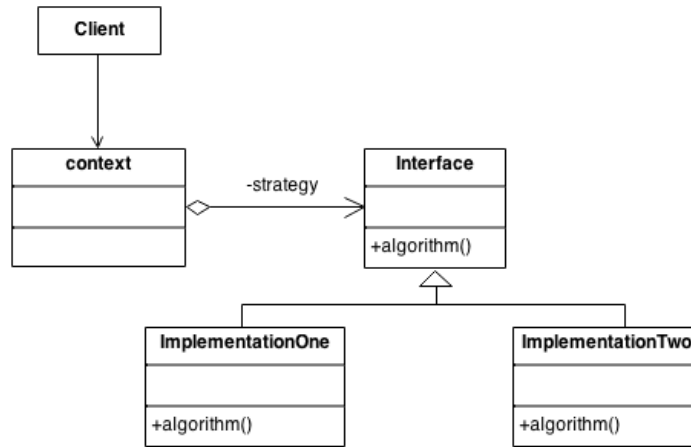 Client
context
-strategy
Interface
+algorithm()
ImplementationOne
+algorithm()
ImplementationTwo
+algorithm()